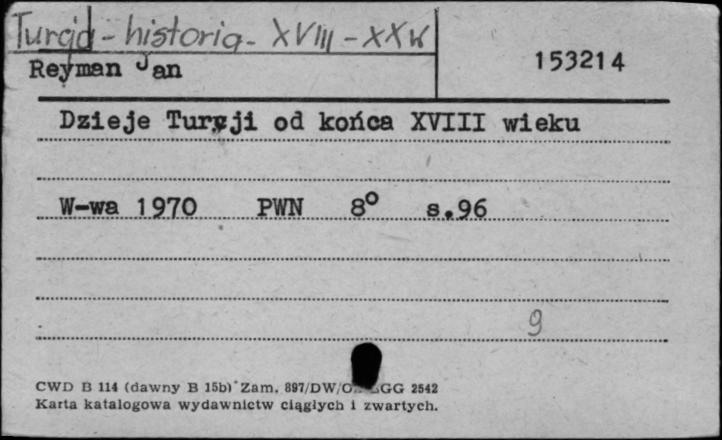 Turcja - historia - XVIII - XX w
Reyman Jan
153214
Dzieje Turcji od końca XVIII wieku
W-wa 1970 PWN 8° s.96
9
CWD B 114 (dawny B 15b) Zam. 897/DW/O GG 2542
Karta katalogowa wydawnictw ciągłych i zwartych.